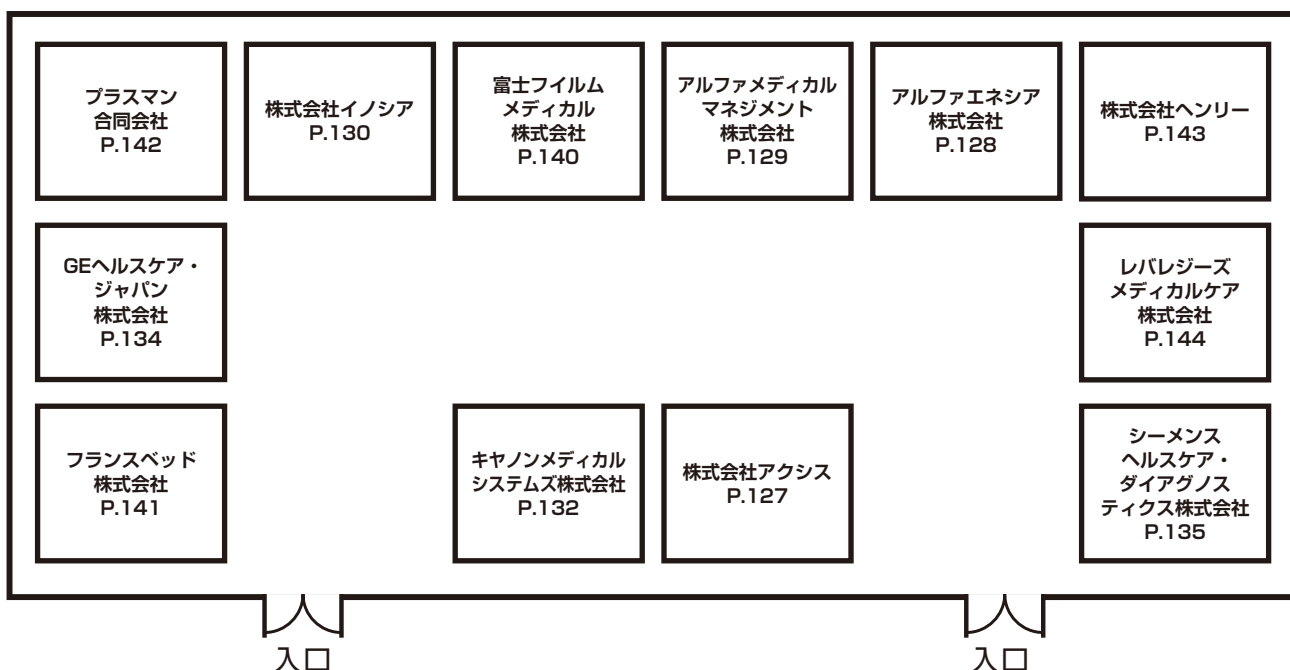 プラスマン
合同会社
P.142
株式会社イノシア
P.130
富士フイルム
メディカル
株式会社
P.140
アルファメディカル
マネジメント
株式会社
P.129
アルファエネシア
株式会社
P.128
株式会社ヘンリー
P.143
GEヘルスケア・
ジャパン
株式会社
P.134
レバレジーズ
メディカルケア
株式会社
P.144
フランスベッド
株式会社
P.141
キヤノンメディカル
システムズ株式会社
P.132
株式会社アクシス
P.127
シーメンス
ヘルスケア・
ダイアグノス
ティクス株式会社
P.135
入口
入口